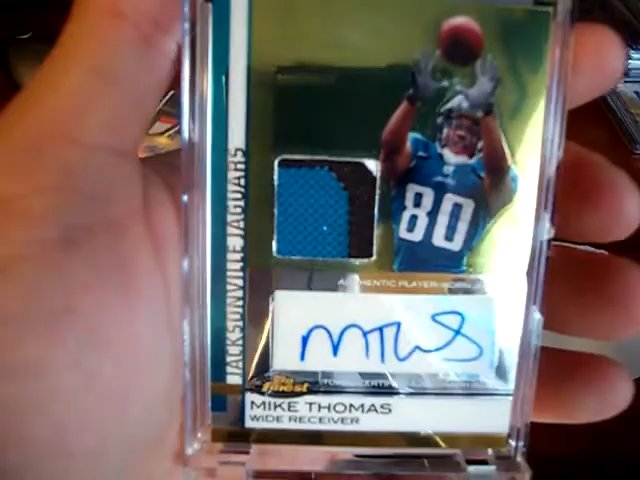 JACKSONVILLE JAGUARS
80
AUTHENTIC PLAYER-WORN
finest
MIKE THOMAS
WIDE RECEIVER